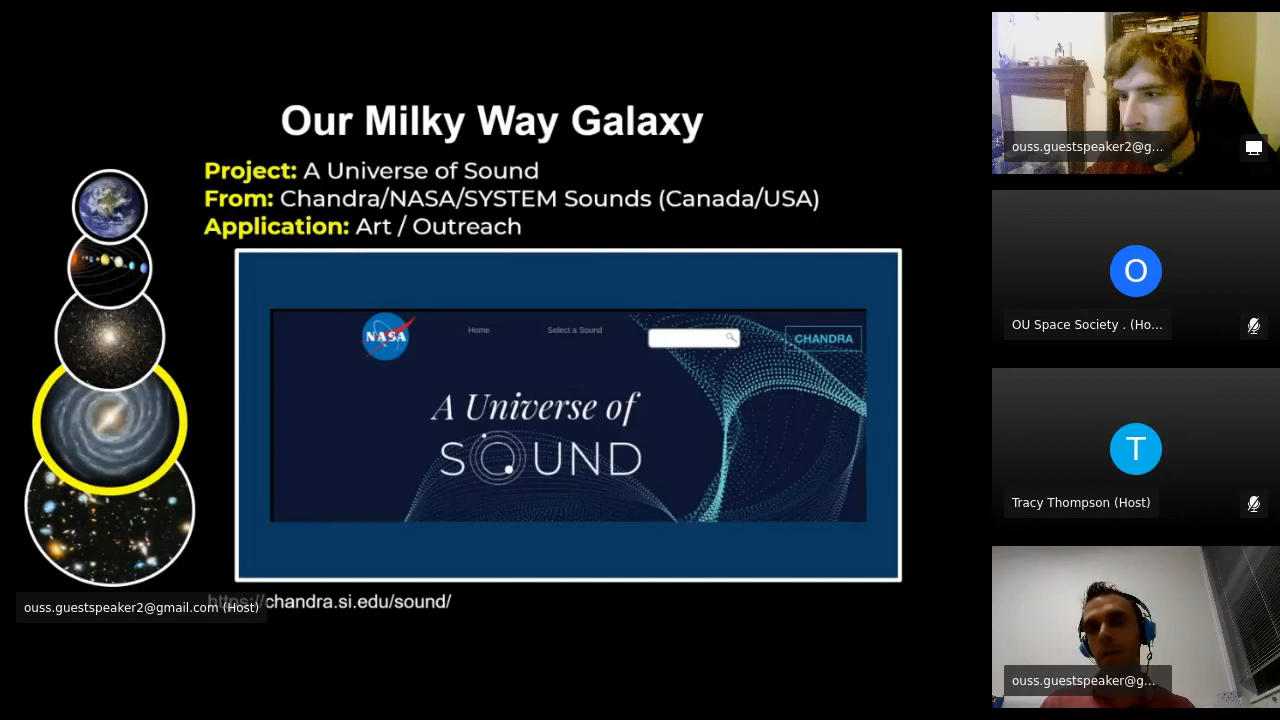 Our Milky Way Galaxy
Project: A Universe of Sound
From: Chandra/NASA/SYSTEM Sounds (Canada/USA)
Application: Art / Outreach
NASA
Home
Select a Sound
CHANDRA
A Universe of
SOUND
https://chandra.si.edu/sound/
ouss.guestspeaker2@gmail.com (Host)
ouss.guestspeaker2@g...
O
OU Space Society . (Ho...
T
Tracy Thompson (Host)
ouss.guestspeaker@g...